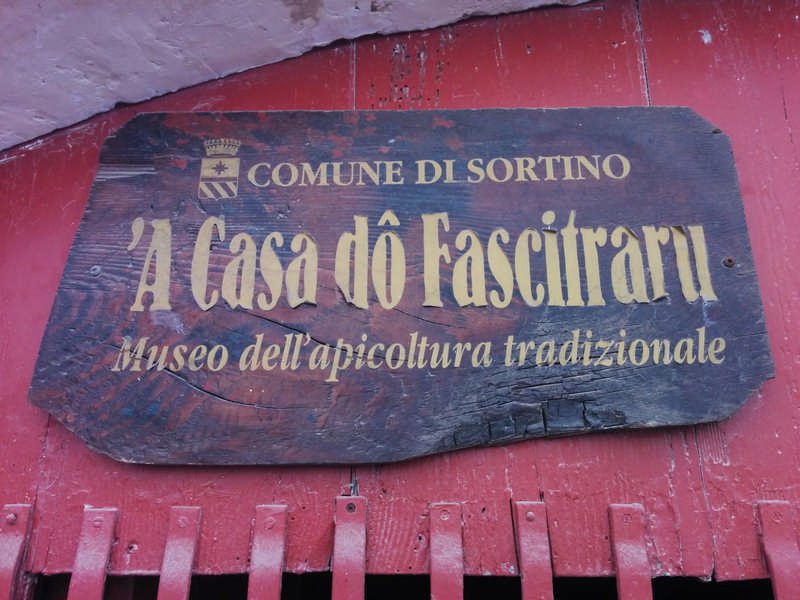 COMUNE DI SORTINO
'A Casa dô Fascitraru
Museo dell'apicoltura tradizionale